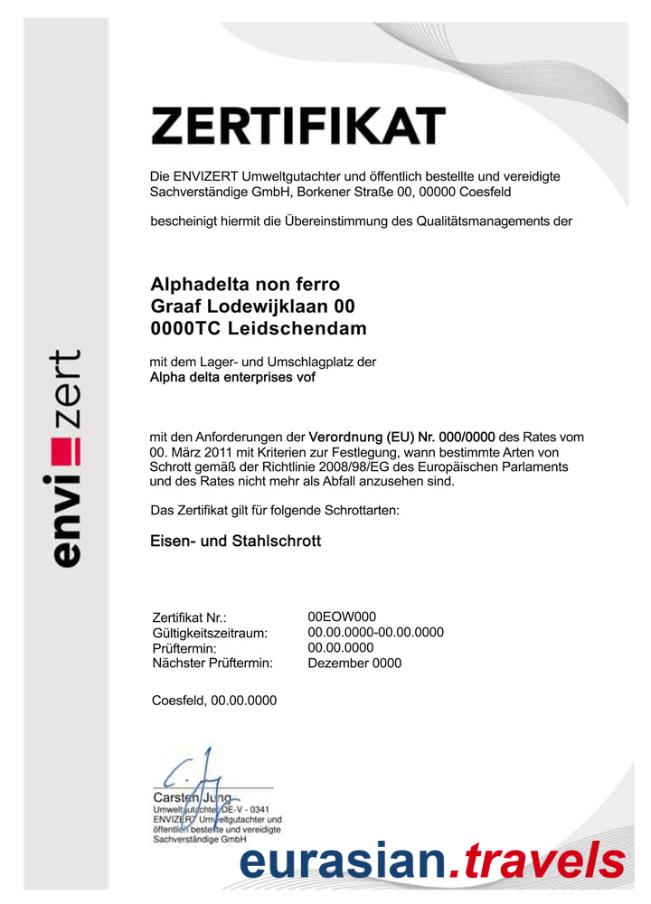 ZERTIFIKAT
Die ENVIZERT Umweltgutachter und öffentlich bestellte und vereidigte
Sachverständige GmbH, Borkener Straße 00, 00000 Coesfeld
bescheinigt hiermit die Übereinstimmung des Qualitätsmanagements der
Alphadelta non ferro
Graaf Lodewijklaan 00
0000TC Leidschendam
mit dem Lager- und Umschlagplatz der
Alpha delta enterprises vof
mit den Anforderungen der Verordnung (EU) Nr. 000/0000 des Rates vom
00. März 2011 mit Kriterien zur Festlegung, wann bestimmte Arten von
Schrott gemäß der Richtlinie 2008/98/EG des Europäischen Parlaments
und des Rates nicht mehr als Abfall anzusehen sind.
Das Zertifikat gilt für folgende Schrottarten:
Eisen- und Stahlschrott
Zertifikat Nr.: 00EOW000
Gültigkeitszeitraum: 00.00.0000-00.00.0000
Prüftermin: 00.00.0000
Nächster Prüftermin: Dezember 0000
Coesfeld, 00.00.0000
Carsten Jung
Umweltgutachter DE-V - 0341
ENVIZERT Umweltgutachter und
öffentlich bestellte und vereidigte
Sachverständige GmbH
envizert
eurasian.travels